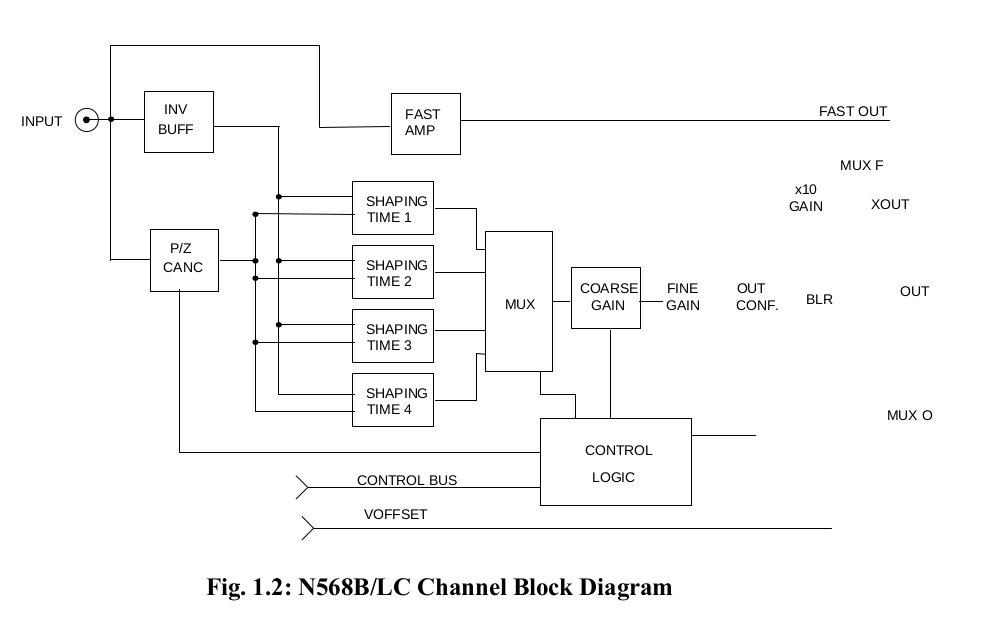 INPUT
INV
BUFF
FAST
AMP
FAST OUT
MUX F
x10
GAIN
XOUT
SHAPING
TIME 1
P/Z
CANC
SHAPING
TIME 2
SHAPING
TIME 3
SHAPING
TIME 4
MUX
COARSE
GAIN
FINE
GAIN
OUT
CONF.
BLR
OUT
MUX O
CONTROL
LOGIC
CONTROL BUS
VOFFSET
Fig. 1.2: N568B/LC Channel Block Diagram